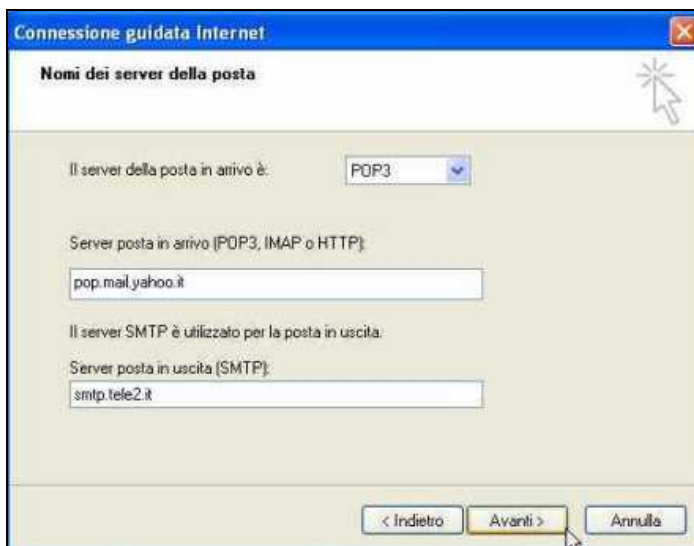 Connessione guidata Internet
Nomi dei server della posta
Il server della posta in arrivo è:
POP3
Server posta in arrivo (POP3, IMAP o HTTP):
pop.mail.yahoo.it
Il server SMTP è utilizzato per la posta in uscita.
Server posta in uscita (SMTP):
smtp.tele2.it
< Indietro
Avanti >
Annulla